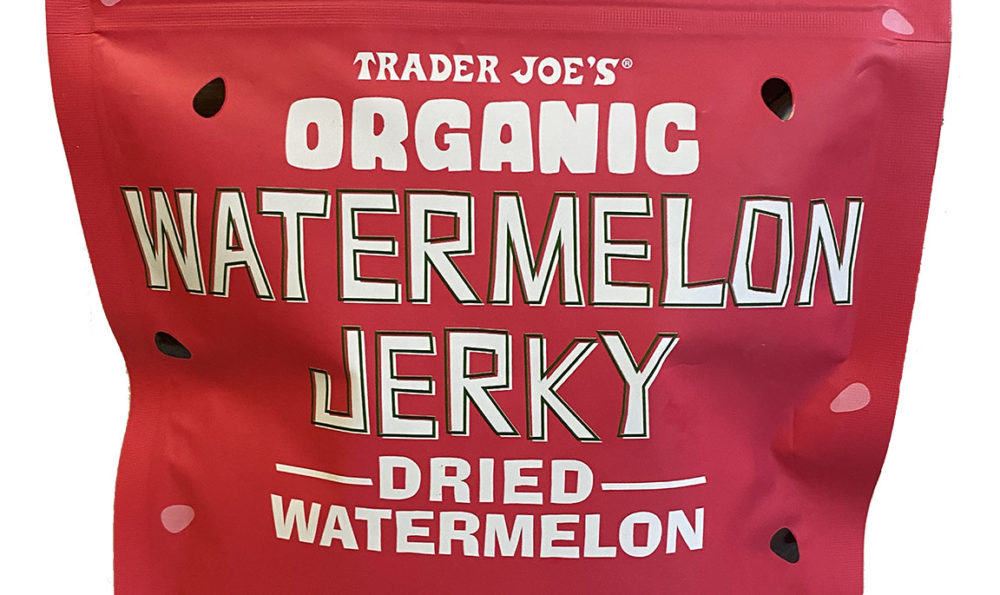 TRADER JOE'S®
ORGANIC
WATERMELON
JERKY
DRIED
WATERMELON